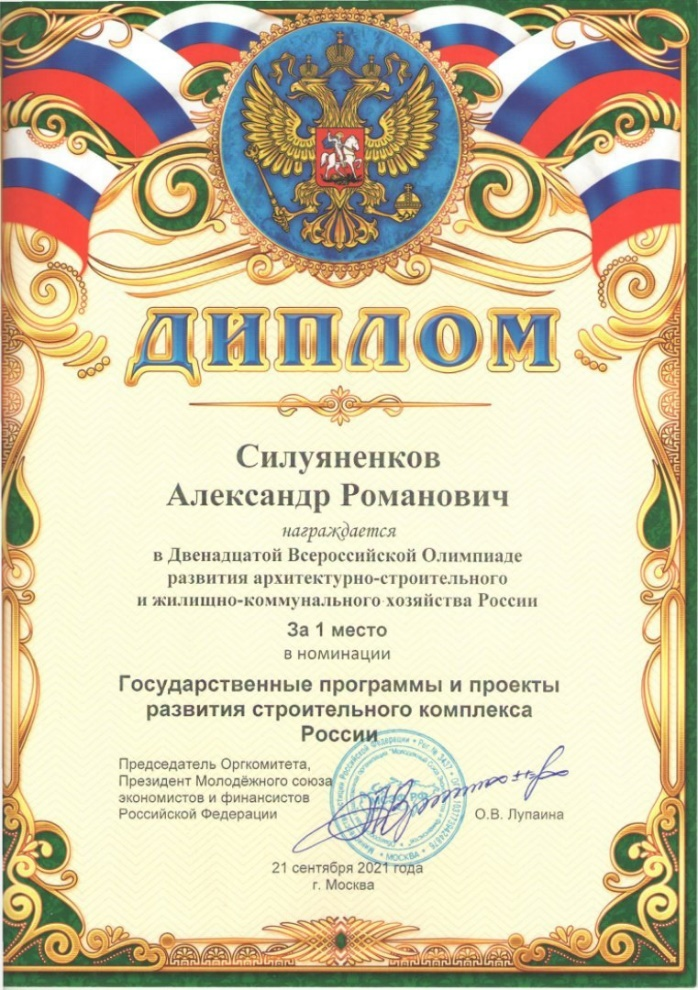 ДИПЛОМ
Силуяненков
Александр Романович
награждается
в Двенадцатой Всероссийской Олимпиаде
развития архитектурно-строительного
и жилищно-коммунального хозяйства России
За 1 место
в номинации
Государственные программы и проекты
развития строительного комплекса
России
Председатель Оргкомитета,
Президент Молодёжного союза
экономистов и финансистов
Российской Федерации
О.В. Лупаина
МОСКВА
21 сентября 2021 года
г. Москва